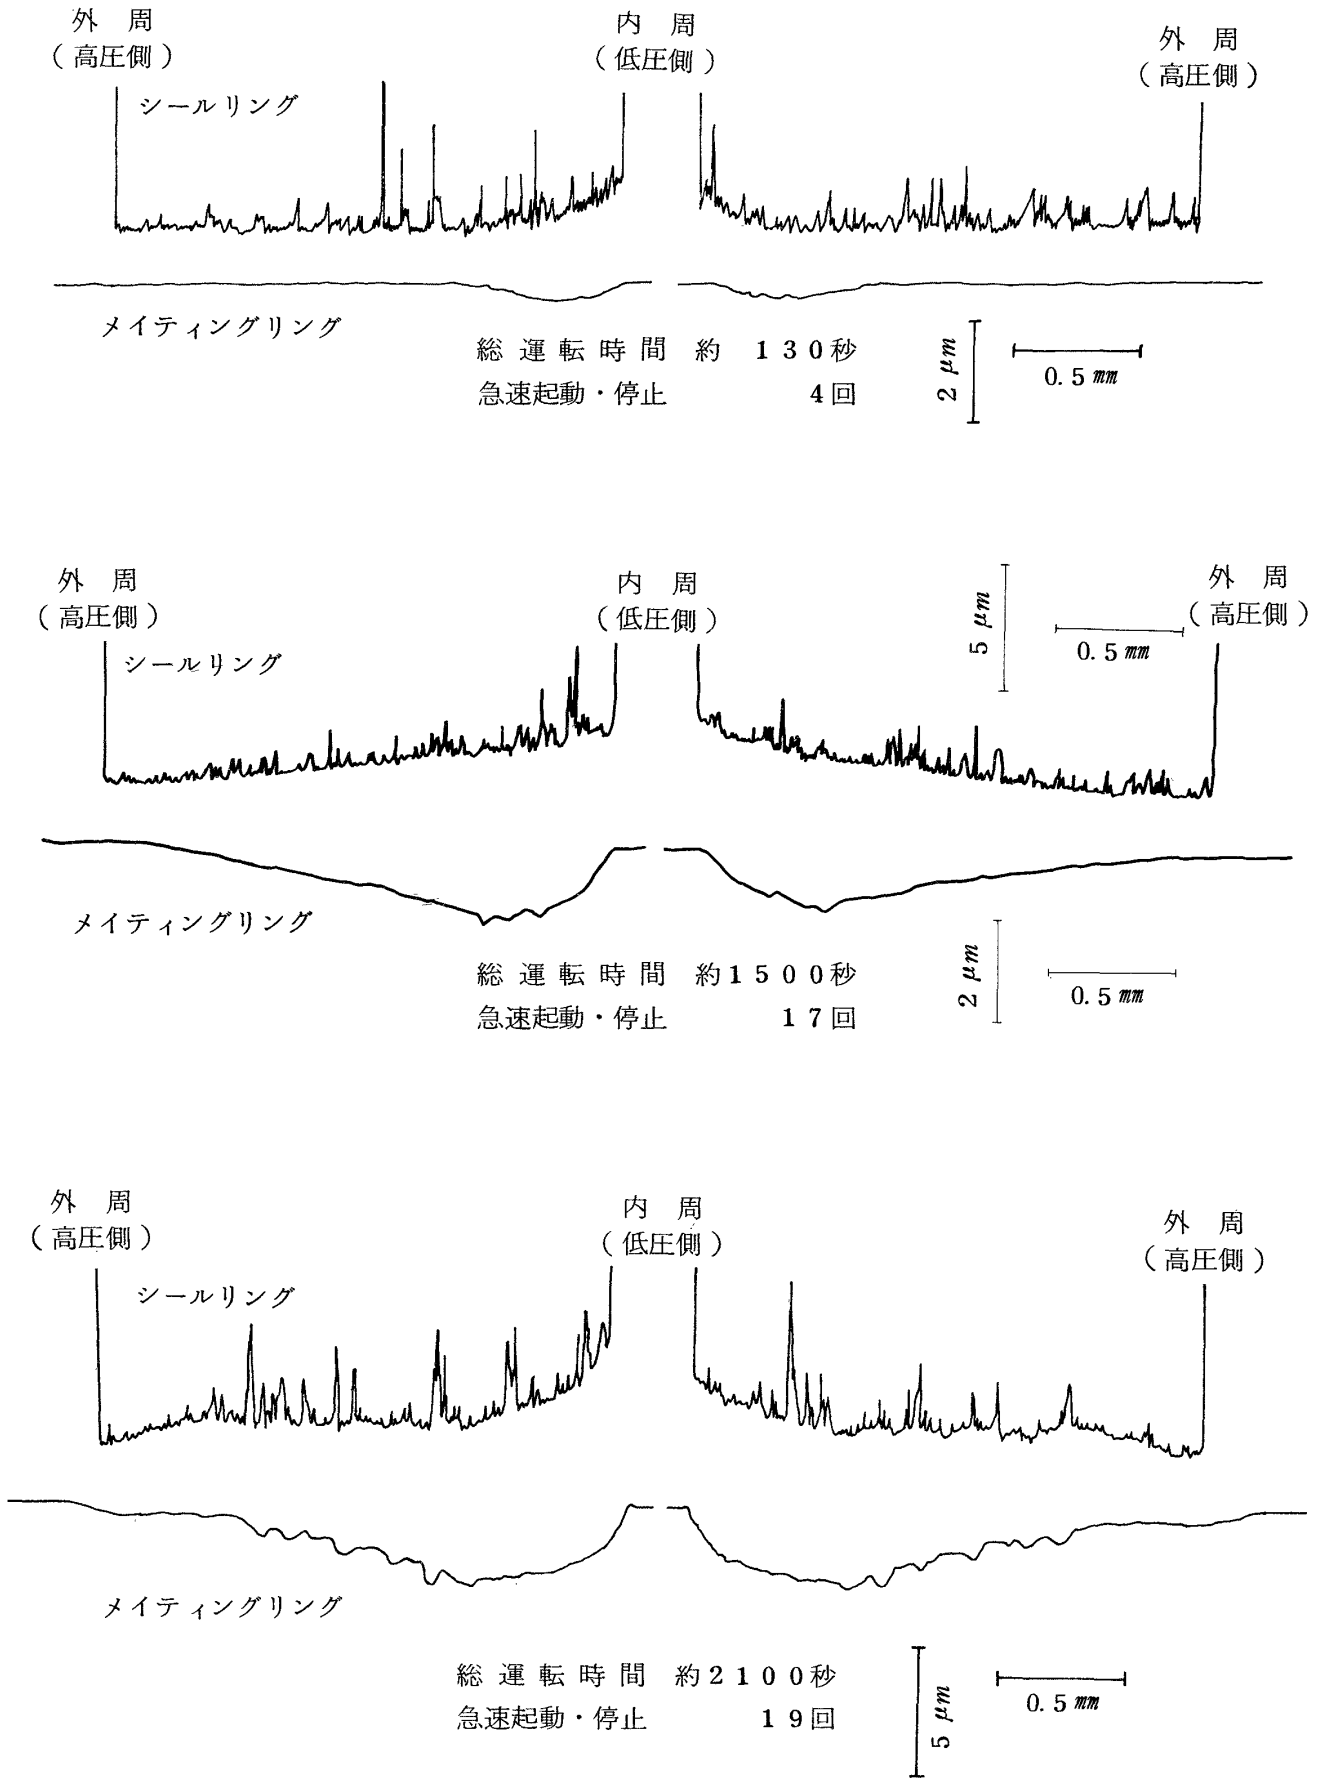 外周
(高圧側)
内周
(低圧側)
外周
(高圧側)
シールリング
メイティングリング
総運転時間 約 130秒
急速起動・停止 4回
2 μm
0.5 mm
外周
(高圧側)
内周
(低圧側)
5 μm
0.5 mm
外周
(高圧側)
シールリング
メイティングリング
総運転時間 約1500秒
急速起動・停止 17回
2 μm
0.5 mm
外周
(高圧側)
内周
(低圧側)
外周
(高圧側)
シールリング
メイティングリング
総運転時間 約2100秒
急速起動・停止 19回
5 μm
0.5 mm